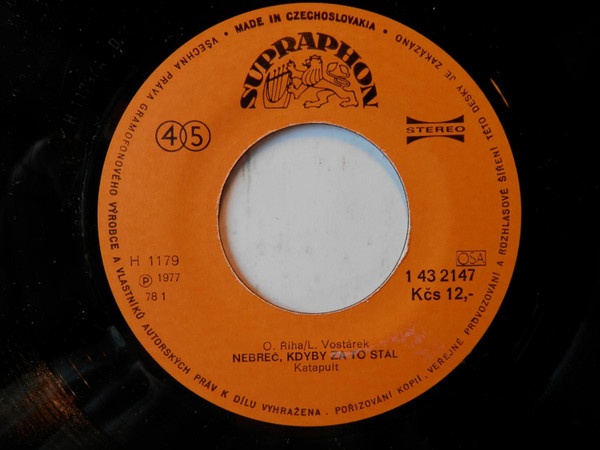 VŠECHNA PRÁVA GRAMOFONOVÉHO VÝROBCE A VLASTNÍKŮ AUTORSKÝCH PRÁV K DÍLU VYHRAŽENA. POŘIZOVÁNÍ KOPIÍ, VEREJNÉ PROVOZOVÁNÍ A ROZHLASOVÉ ŠÍŘENÍ TÉTO DESKY JE ZAKÁZÁNO
• MADE IN CZECHOSLOVAKIA •
SUPRAPHON
45
STEREO
H 1179
Ⓟ 1977
78 1
OSA
1 43 2147
Kčs 12,-
O. Říha/L. Vostárek
NEBREČ, KDYBY ZA TO STÁL
Katapult